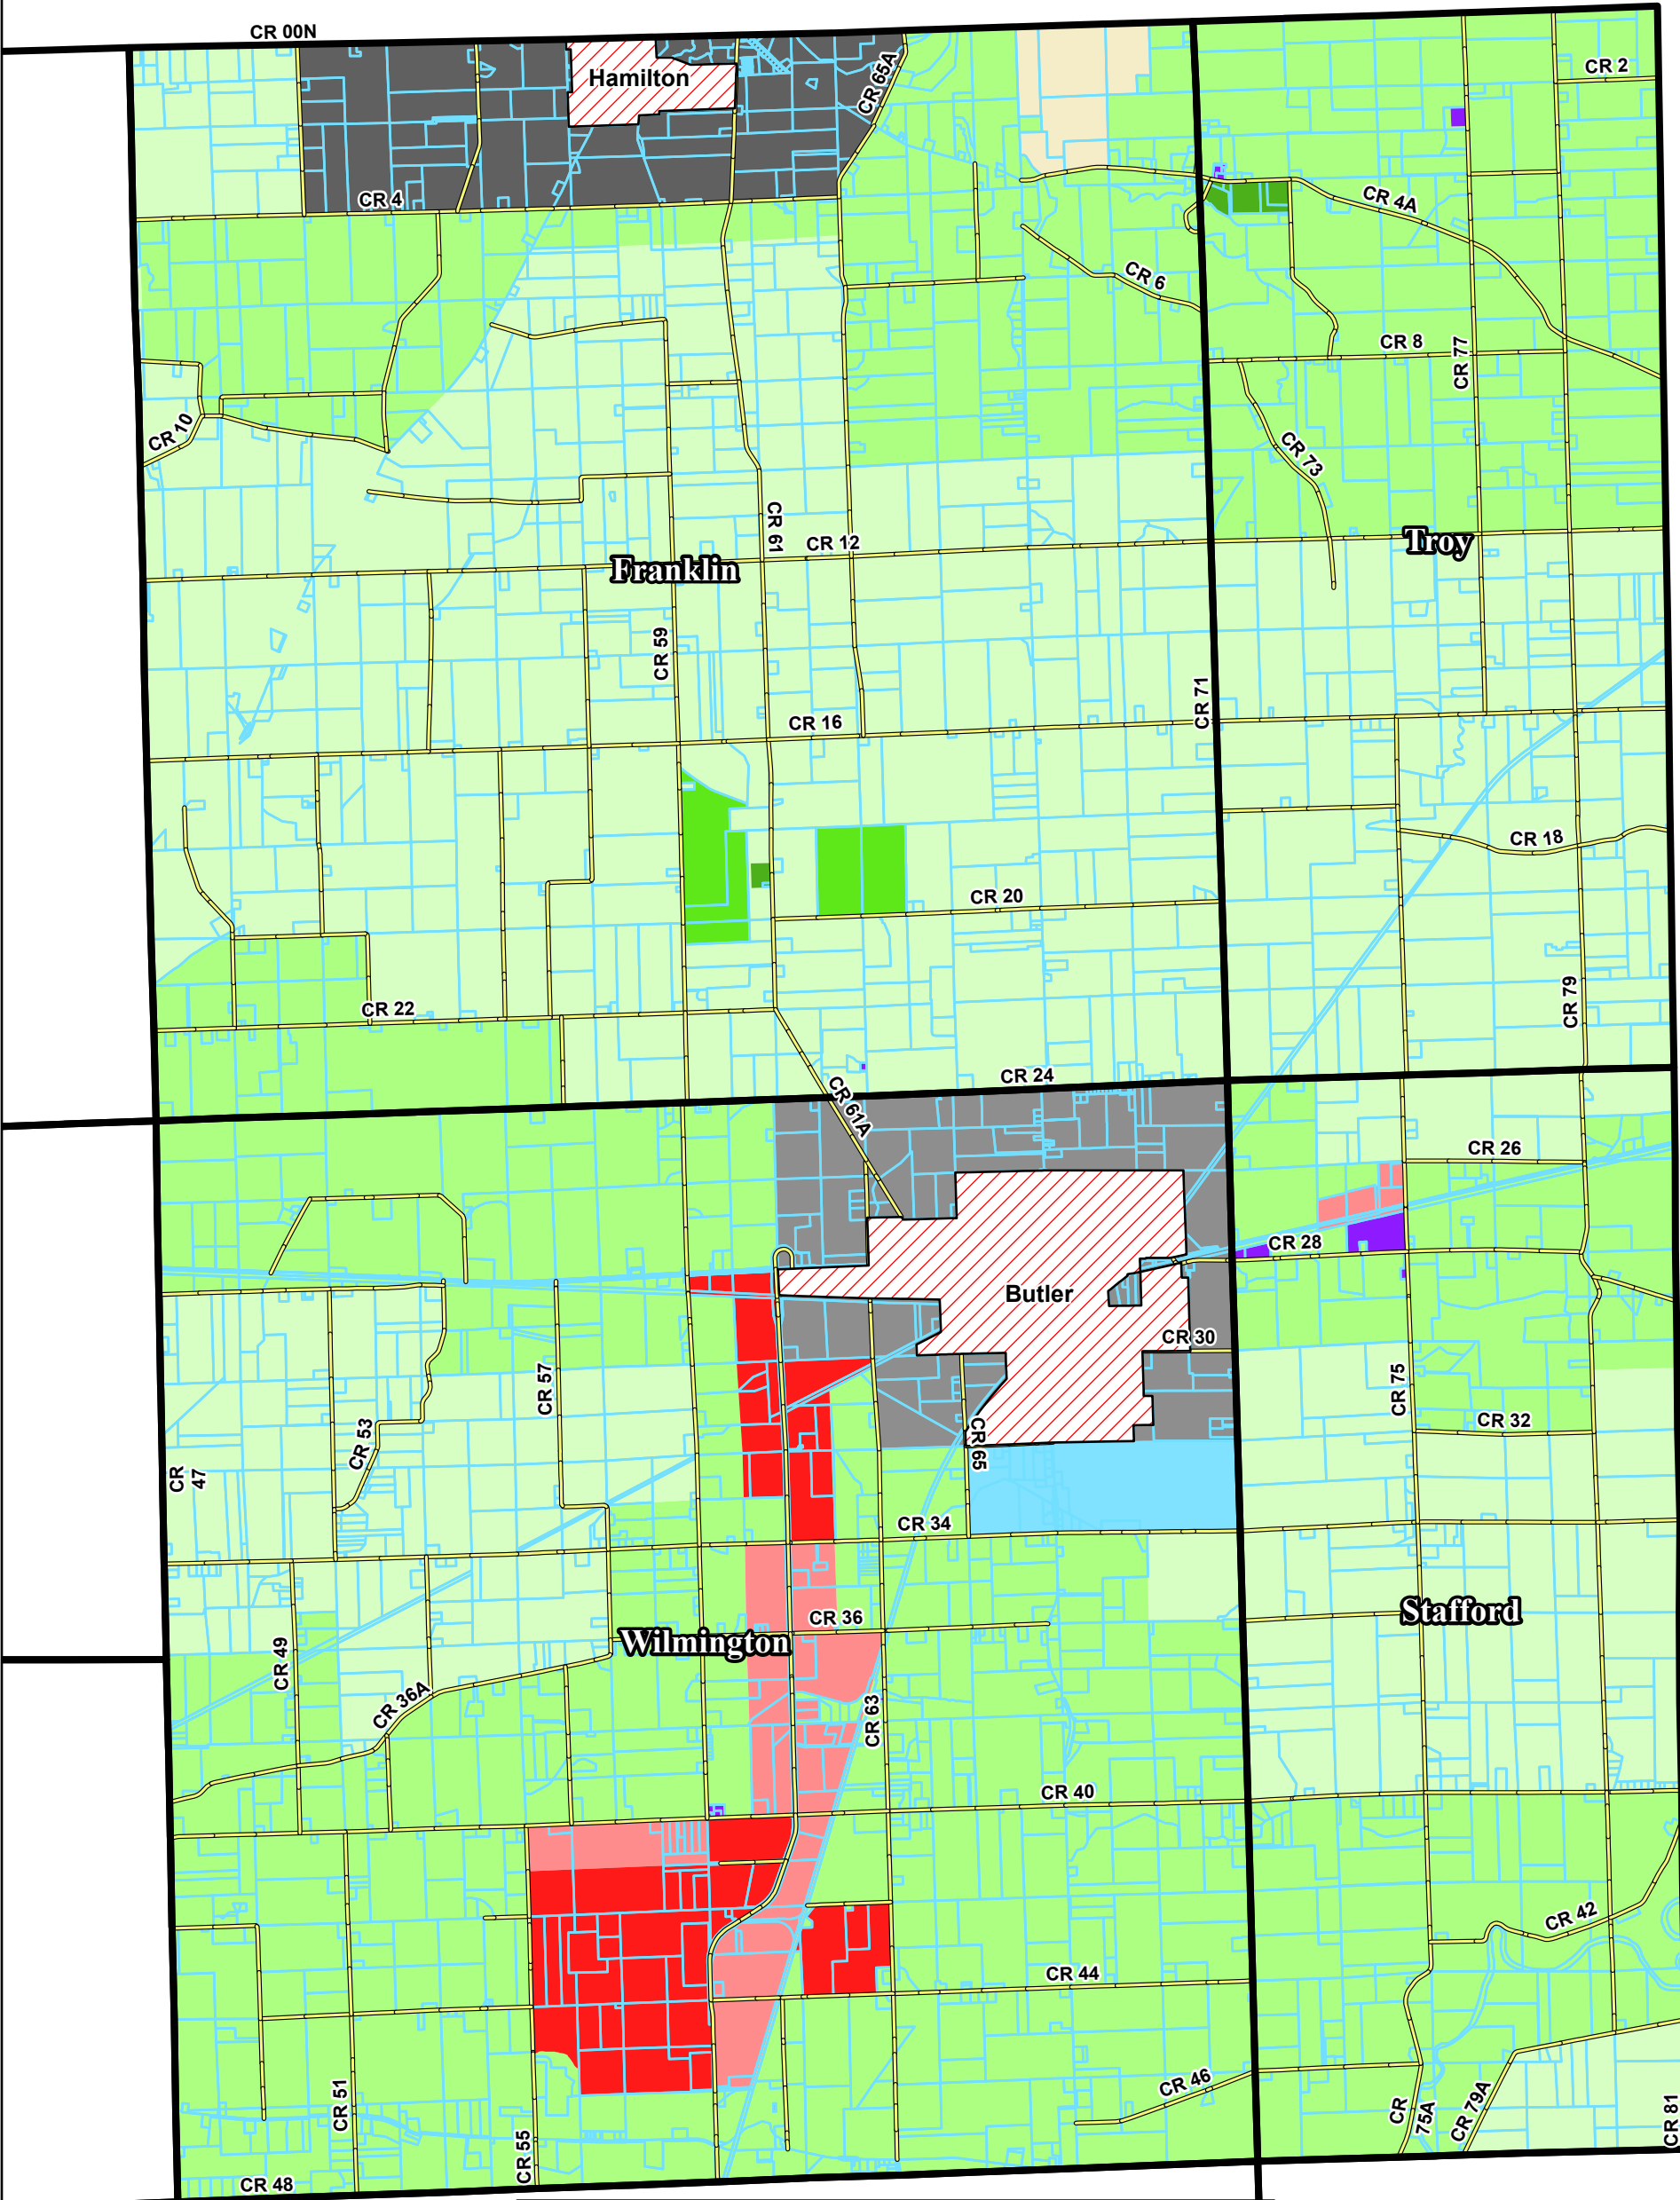 CR 00N
Hamilton
CR 65A
CR 2
CR 4
CR 4A
CR 6
CR 8
CR 77
CR 10
CR 73
CR 61
CR 12
Troy
Franklin
CR 59
CR 71
CR 16
CR 18
CR 20
CR 79
CR 22
CR 24
CR 61A
CR 26
CR 28
Butler
CR 30
CR 57
CR 75
CR 32
CR 53
CR 65
CR
47
CR 34
Stafford
CR 36
Wilmington
CR 49
CR 36A
CR 63
CR 40
CR 42
CR 44
CR 46
CR 51
CR
75A
CR 79A
CR 81
CR 55
CR 48